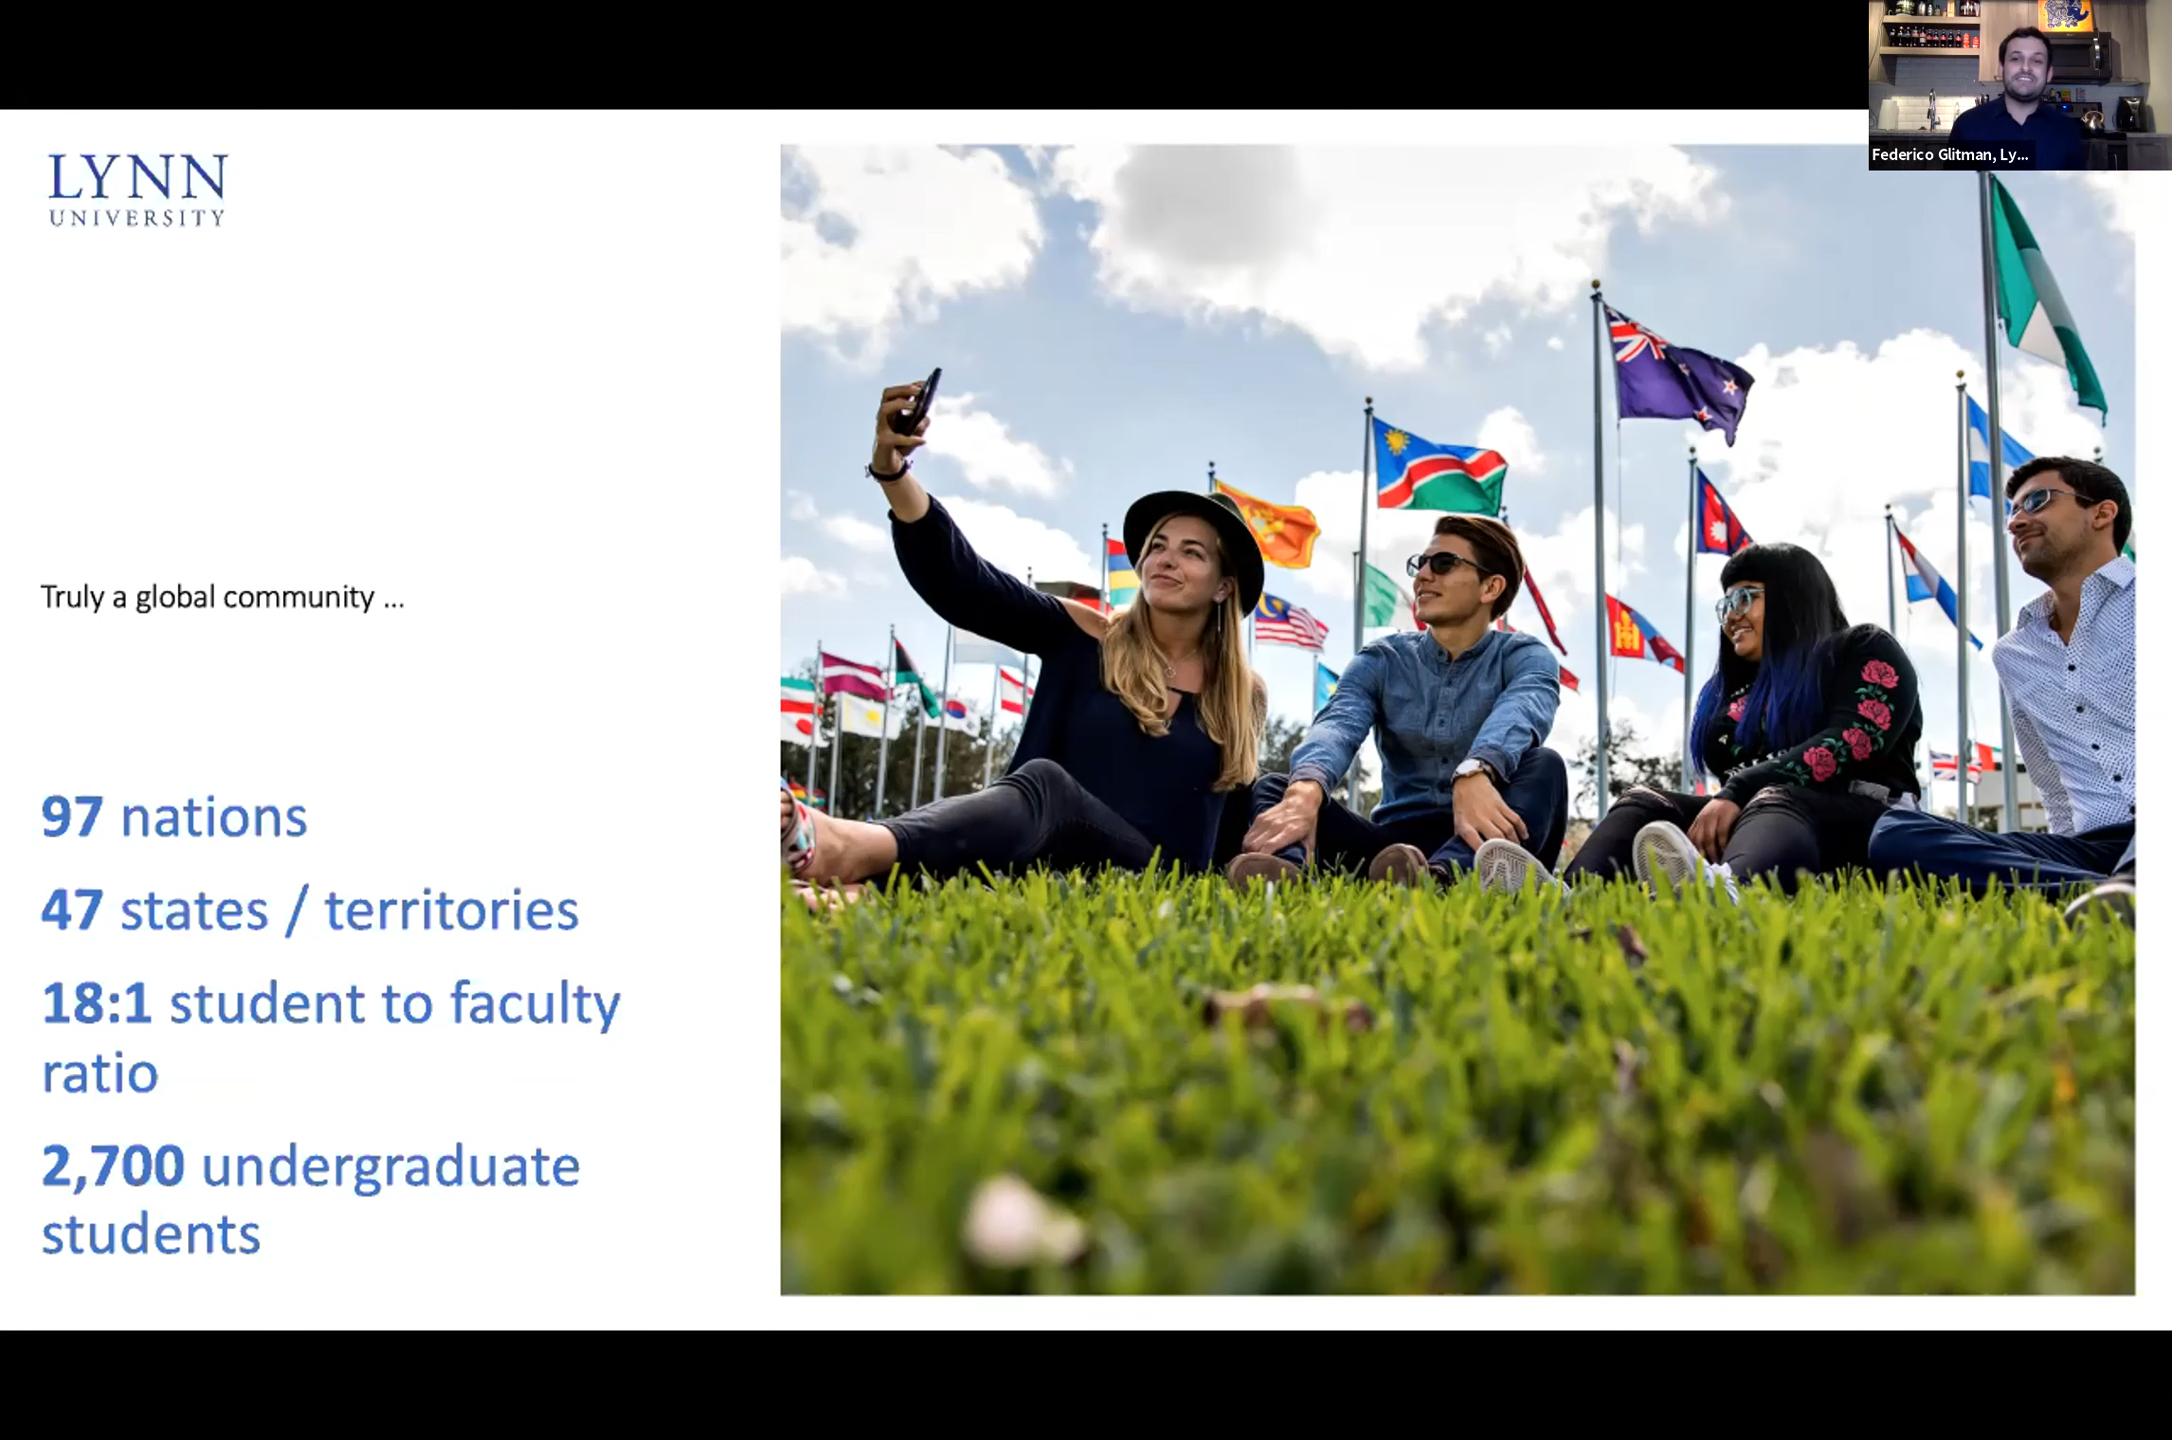 Federico Glitman, Ly...
LYNN
UNIVERSITY
Truly a global community ...
97 nations
47 states / territories
18:1 student to faculty
ratio
2,700 undergraduate
students